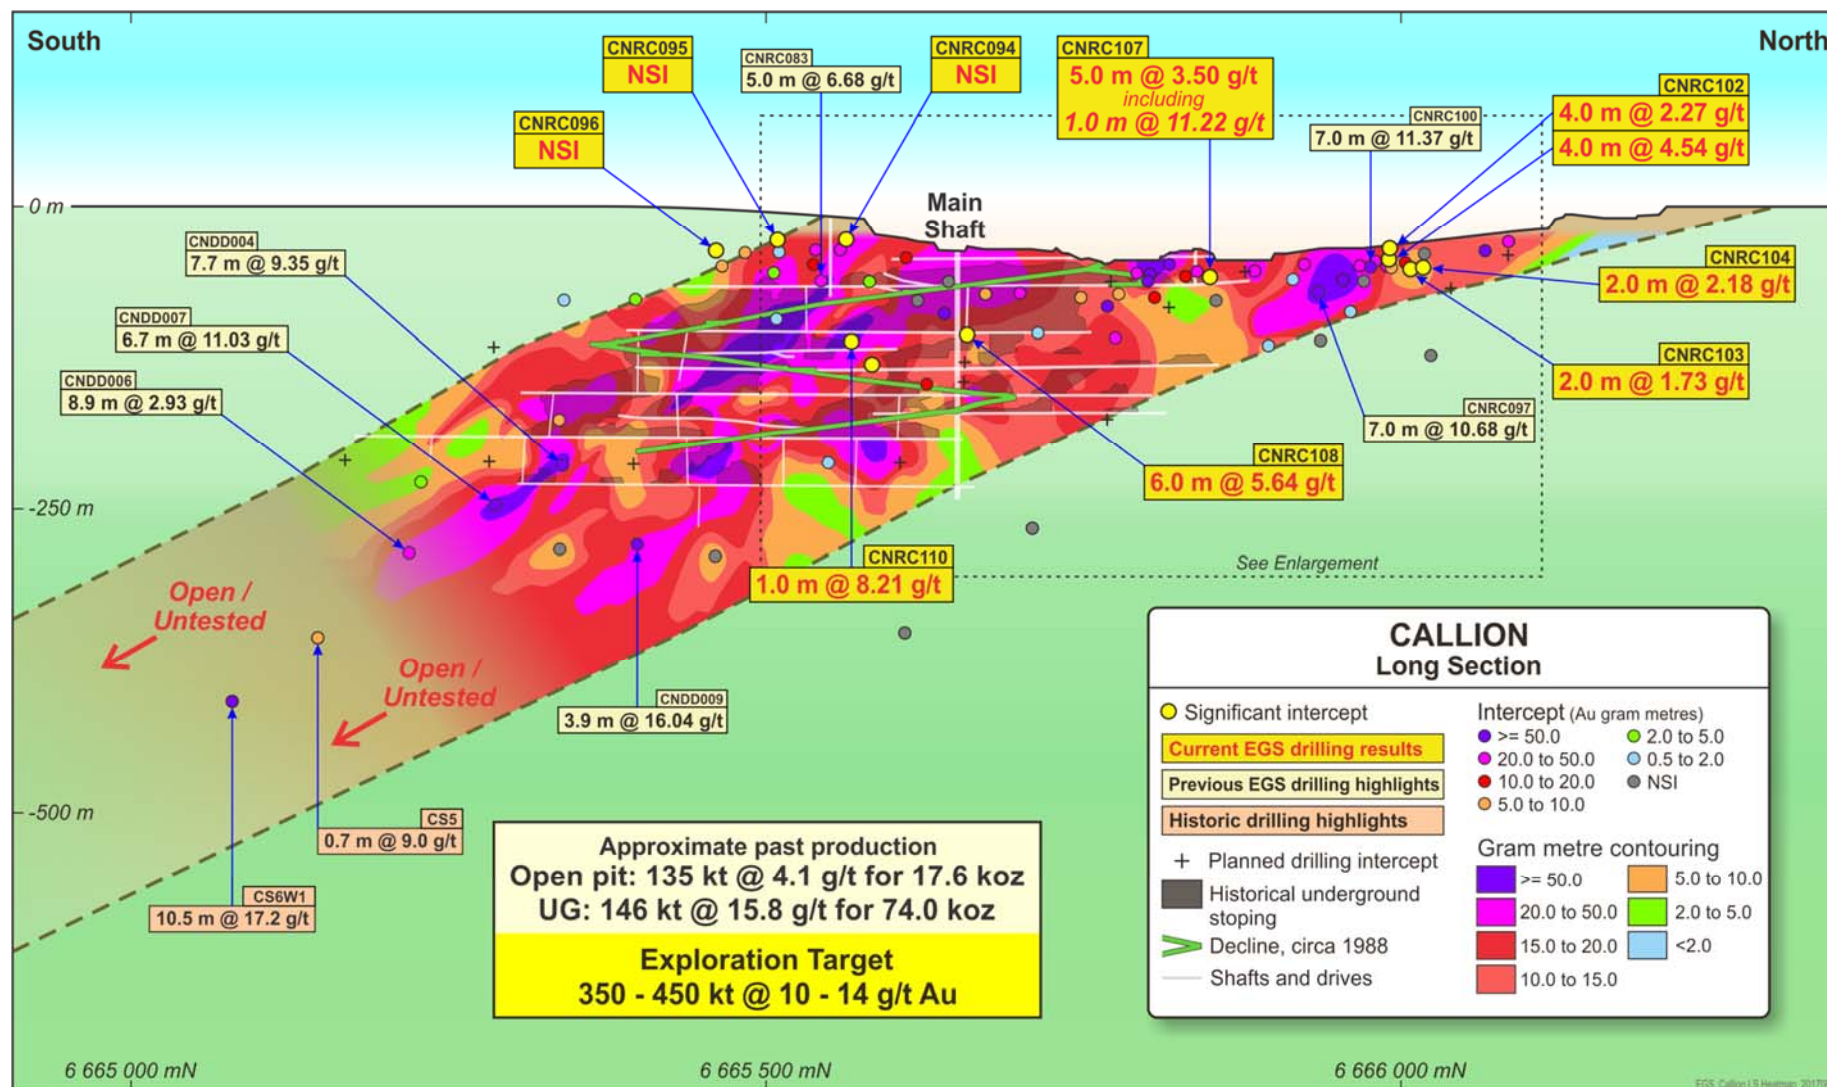 South
North
CNRC095
NSI
CNRC083
5.0 m @ 6.68 g/t
CNRC094
NSI
CNRC107
5.0 m @ 3.50 g/t
including
1.0 m @ 11.22 g/t
CNRC102
4.0 m @ 2.27 g/t
4.0 m @ 4.54 g/t
CNRC096
NSI
CNRC100
7.0 m @ 11.37 g/t
0 m
Main
Shaft
CNDD004
7.7 m @ 9.35 g/t
CNRC104
2.0 m @ 2.18 g/t
CNDD007
6.7 m @ 11.03 g/t
CNRC103
2.0 m @ 1.73 g/t
CNDD006
8.9 m @ 2.93 g/t
CNRC097
7.0 m @ 10.68 g/t
CNRC108
6.0 m @ 5.64 g/t
-250 m
CNRC110
1.0 m @ 8.21 g/t
See Enlargement
Open /
Untested
Open /
Untested
CNDD009
3.9 m @ 16.04 g/t
-500 m
CS5
0.7 m @ 9.0 g/t
CS6W1
10.5 m @ 17.2 g/t
Approximate past production
Open pit: 135 kt @ 4.1 g/t for 17.6 koz
UG: 146 kt @ 15.8 g/t for 74.0 koz
Exploration Target
350 - 450 kt @ 10 - 14 g/t Au
CALLION
Long Section
Significant intercept
Current EGS drilling results
Previous EGS drilling highlights
Historic drilling highlights
Planned drilling intercept
Historical underground
stoping
Decline, circa 1988
Shafts and drives
Intercept (Au gram metres)
>= 50.0
20.0 to 50.0
10.0 to 20.0
5.0 to 10.0
2.0 to 5.0
0.5 to 2.0
NSI
Gram metre contouring
>= 50.0
20.0 to 50.0
15.0 to 20.0
10.0 to 15.0
5.0 to 10.0
2.0 to 5.0
<2.0
6 665 000 mN
6 665 500 mN
6 666 000 mN